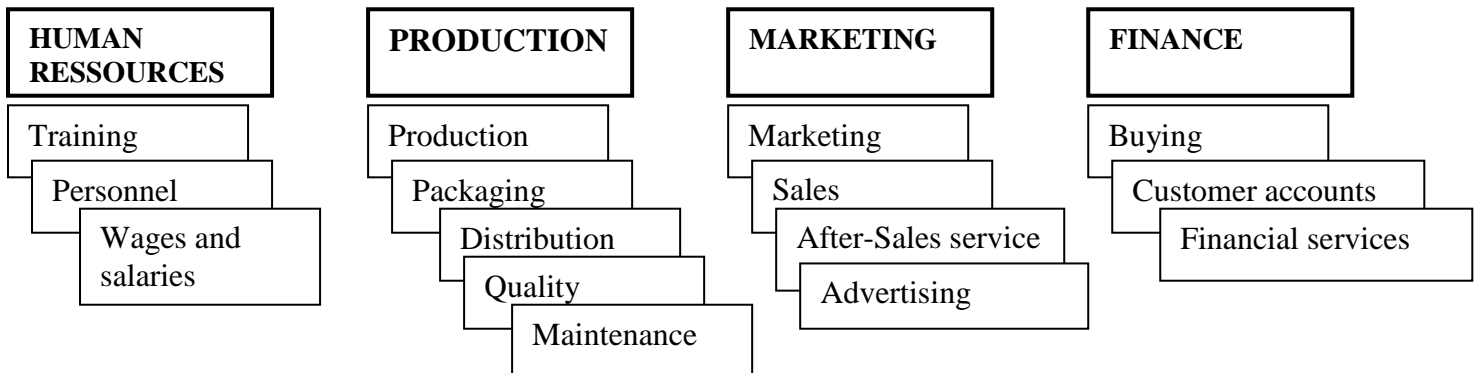 HUMAN
RESSOURCES
Training
Personnel
Wages and
salaries
PRODUCTION
Production
Packaging
Distribution
Quality
Maintenance
MARKETING
Marketing
Sales
After-Sales service
Advertising
FINANCE
Buying
Customer accounts
Financial services